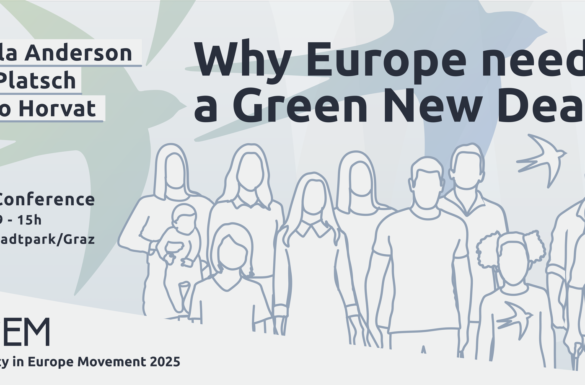 la Anderson
Platsch
o Horvat
Why Europe need
a Green New Dea
Conference
9 - 15h
adtpark/Graz
EM
cy in Europe Movement 2025